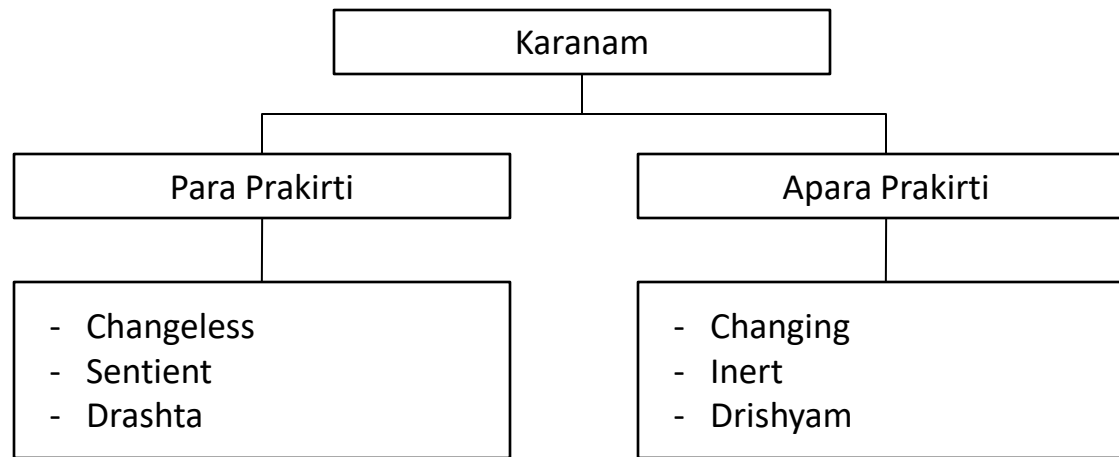 Karanam
Para Prakirti
Apara Prakirti
- Changeless
- Sentient
- Drashta
- Changing
- Inert
- Drishyam